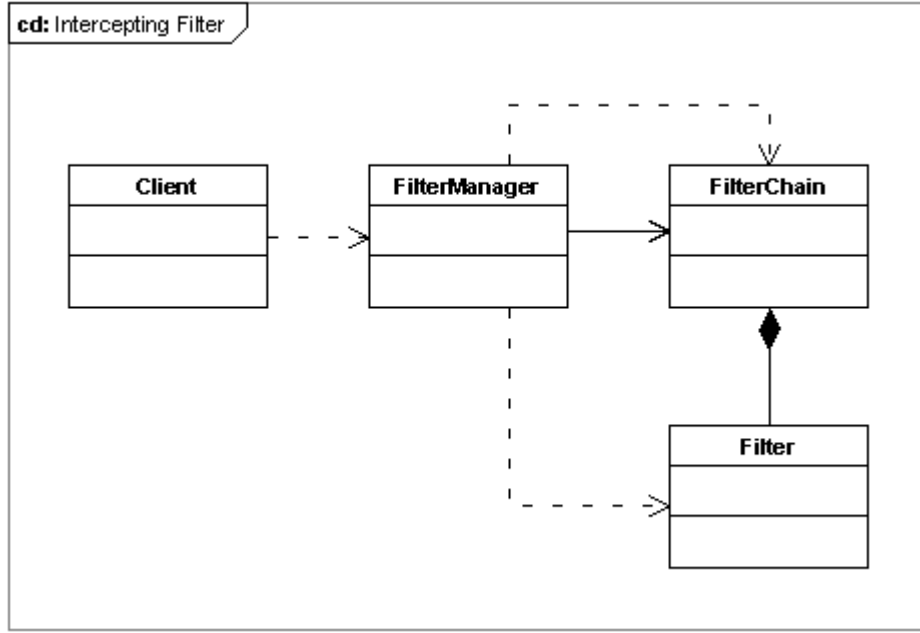 cd: Intercepting Filter
Client
FilterManager
FilterChain
Filter